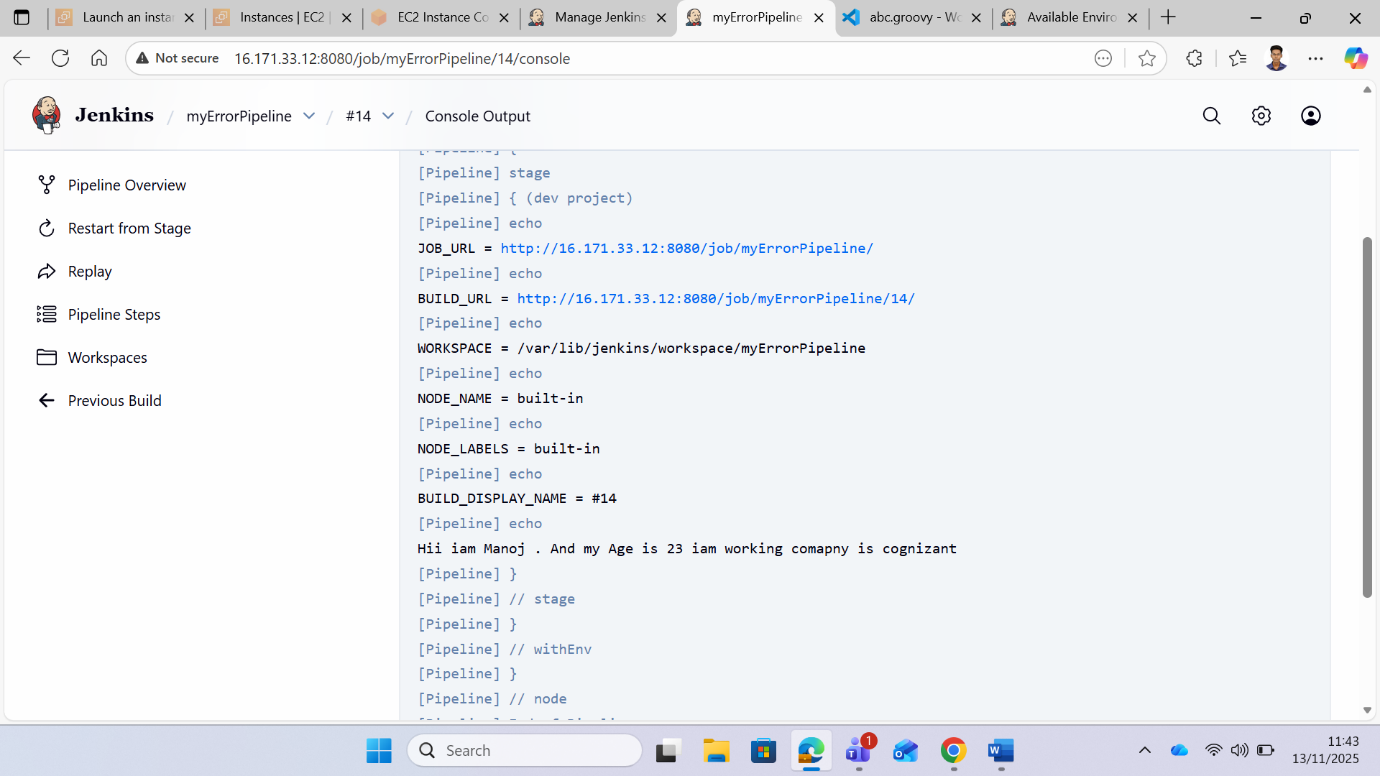 Launch an instan
Instances | EC2 |
EC2 Instance Co
Manage Jenkins
myErrorPipeline
abc.groovy - Wo
Available Enviro
Not secure
16.171.33.12:8080/job/myErrorPipeline/14/console
Jenkins / myErrorPipeline / #14 / Console Output
Pipeline Overview
Restart from Stage
Replay
Pipeline Steps
Workspaces
Previous Build
[Pipeline] {
[Pipeline] stage
[Pipeline] { (dev project)
[Pipeline] echo
JOB_URL = http://16.171.33.12:8080/job/myErrorPipeline/
[Pipeline] echo
BUILD_URL = http://16.171.33.12:8080/job/myErrorPipeline/14/
[Pipeline] echo
WORKSPACE = /var/lib/jenkins/workspace/myErrorPipeline
[Pipeline] echo
NODE_NAME = built-in
[Pipeline] echo
NODE_LABELS = built-in
[Pipeline] echo
BUILD_DISPLAY_NAME = #14
[Pipeline] echo
Hii iam Manoj . And my Age is 23 iam working comapny is cognizant
[Pipeline] }
[Pipeline] // stage
[Pipeline] }
[Pipeline] // withEnv
[Pipeline] }
[Pipeline] // node
Search
1
11:43
13/11/2025